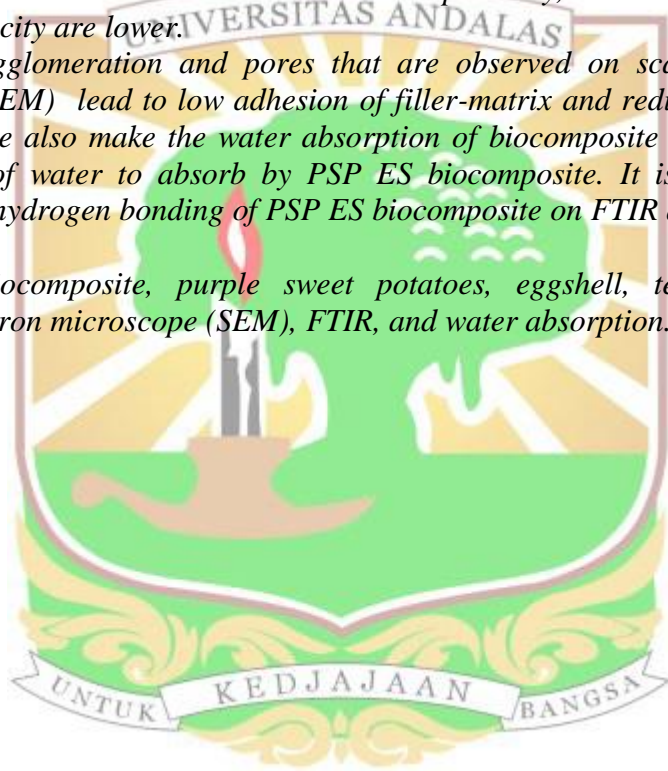 city are lower.
UNIVERSITAS ANDALAS
gglomeration and pores that are observed on sc
EM) lead to low adhesion of filler-matrix and red
e also make the water absorption of biocomposite
of water to absorb by PSP ES biocomposite. It is
hydrogen bonding of PSP ES biocomposite on FTIR
ocomposite, purple sweet potatoes, eggshell, te
ron microscope (SEM), FTIR, and water absorption.
UNTUK KEDJAJAAN BANGSA